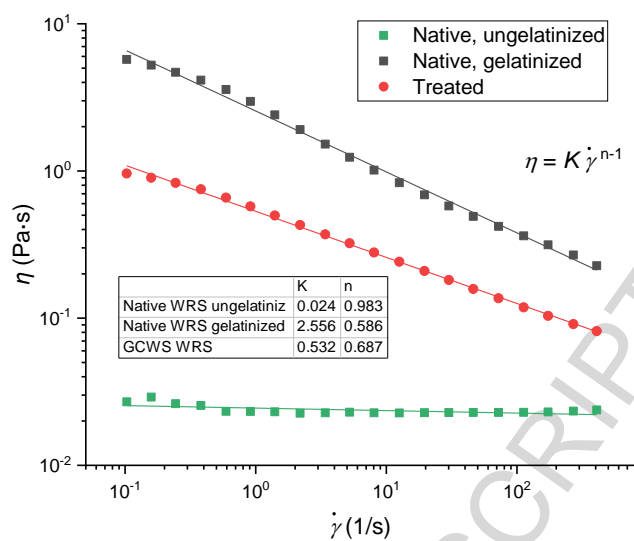 10¹
Native, ungelatinized
Native, gelatinized
Treated
η = K γ̇ ⁿ⁻¹
10⁰
η (Pa·s)
K n
Native WRS ungelatiniz 0.024 0.983
Native WRS gelatinized 2.556 0.586
GCWS WRS 0.532 0.687
10⁻¹
10⁻²
10⁻¹ 10⁰ 10¹ 10²
γ̇ (1/s)
SCRIPT